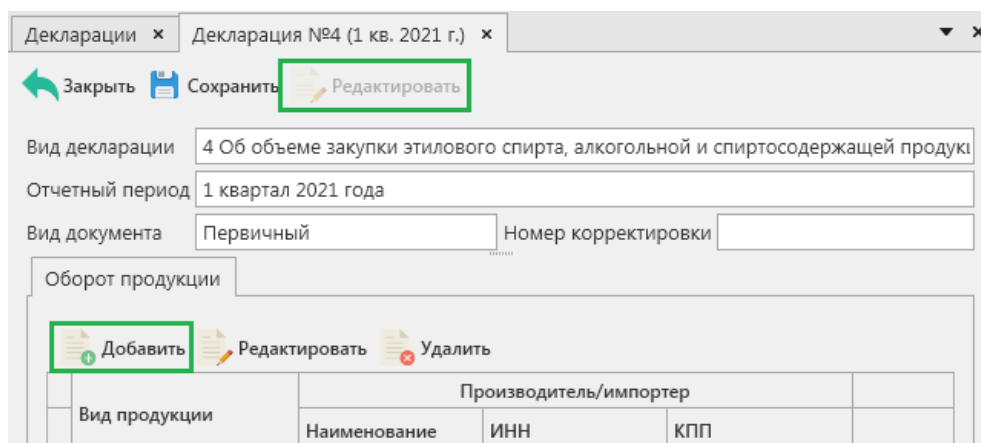 Декларации × Декларация №4 (1 кв. 2021 г.) ×
Закрыть Сохранить Редактировать
Вид декларации 4 Об объеме закупки этилового спирта, алкогольной и спиртосодержащей
Отчетный период 1 квартал 2021 года
Вид документа Первичный Номер корректировки
Оборот продукции
Добавить Редактировать Удалить
Производитель/импортер
Вид продукции
Наименование ИНН КПП